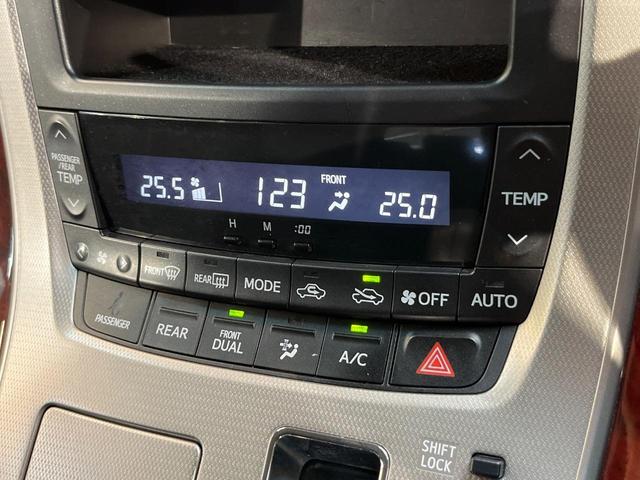 PASSENGER
/REAR
TEMP
25.5
123
FRONT
25.0
TEMP
H M :00
FRONT
REAR
MODE
OFF
AUTO
PASSENGER
REAR
FRONT
DUAL
A/C
SHIFT
LOCK